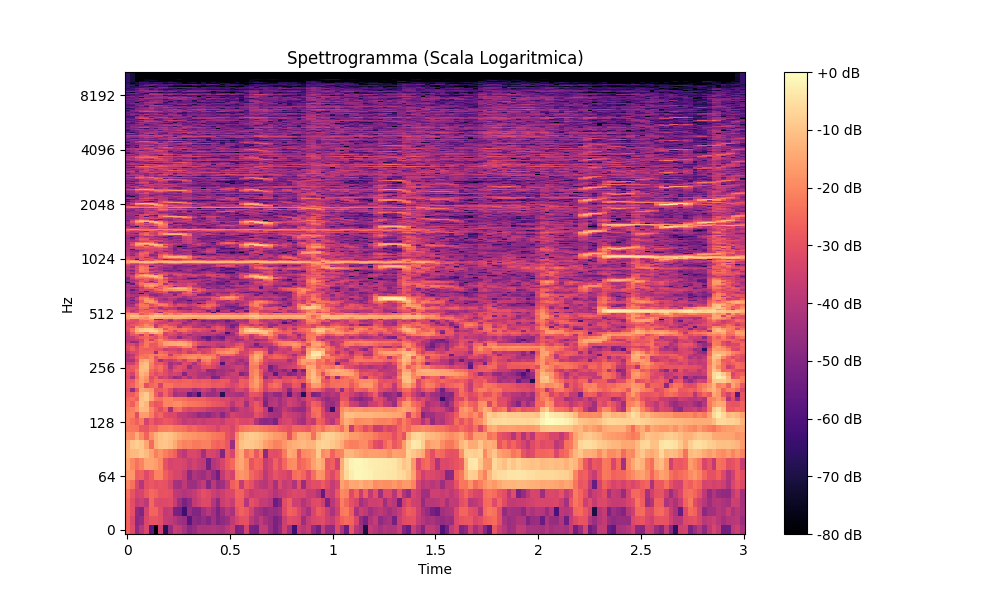 Spettrogramma (Scala Logaritmica)
Hz
8192
4096
2048
1024
512
256
128
64
0
0 0.5 1 1.5 2 2.5 3
Time
+0 dB
-10 dB
-20 dB
-30 dB
-40 dB
-50 dB
-60 dB
-70 dB
-80 dB